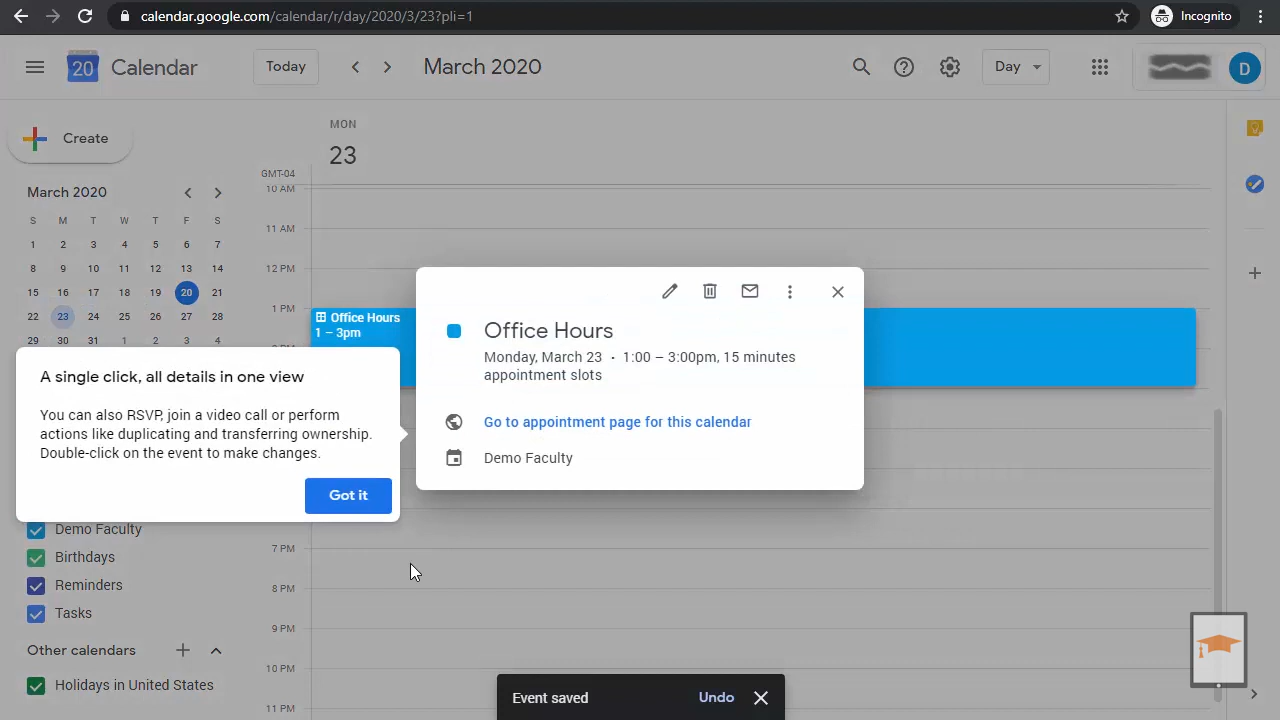 calendar.google.com/calendar/r/day/2020/3/23?pli=1
Incognito
20
Calendar
Today
March 2020
Day
D
Create
MON
23
GMT-04
March 2020
S M T W T F S
1 2 3 4 5 6 7
8 9 10 11 12 13 14
15 16 17 18 19 20 21
22 23 24 25 26 27 28
29 30 31 1 2 3 4
10 AM
11 AM
12 PM
1 PM
Office Hours
1 – 3pm
Office Hours
Monday, March 23 • 1:00 – 3:00pm, 15 minutes
appointment slots
Go to appointment page for this calendar
Demo Faculty
A single click, all details in one view
You can also RSVP, join a video call or perform
actions like duplicating and transferring ownership.
Double-click on the event to make changes.
Got it
Demo Faculty
Birthdays
Reminders
Tasks
Other calendars
Holidays in United States
7 PM
8 PM
9 PM
10 PM
11 PM
Event saved
Undo